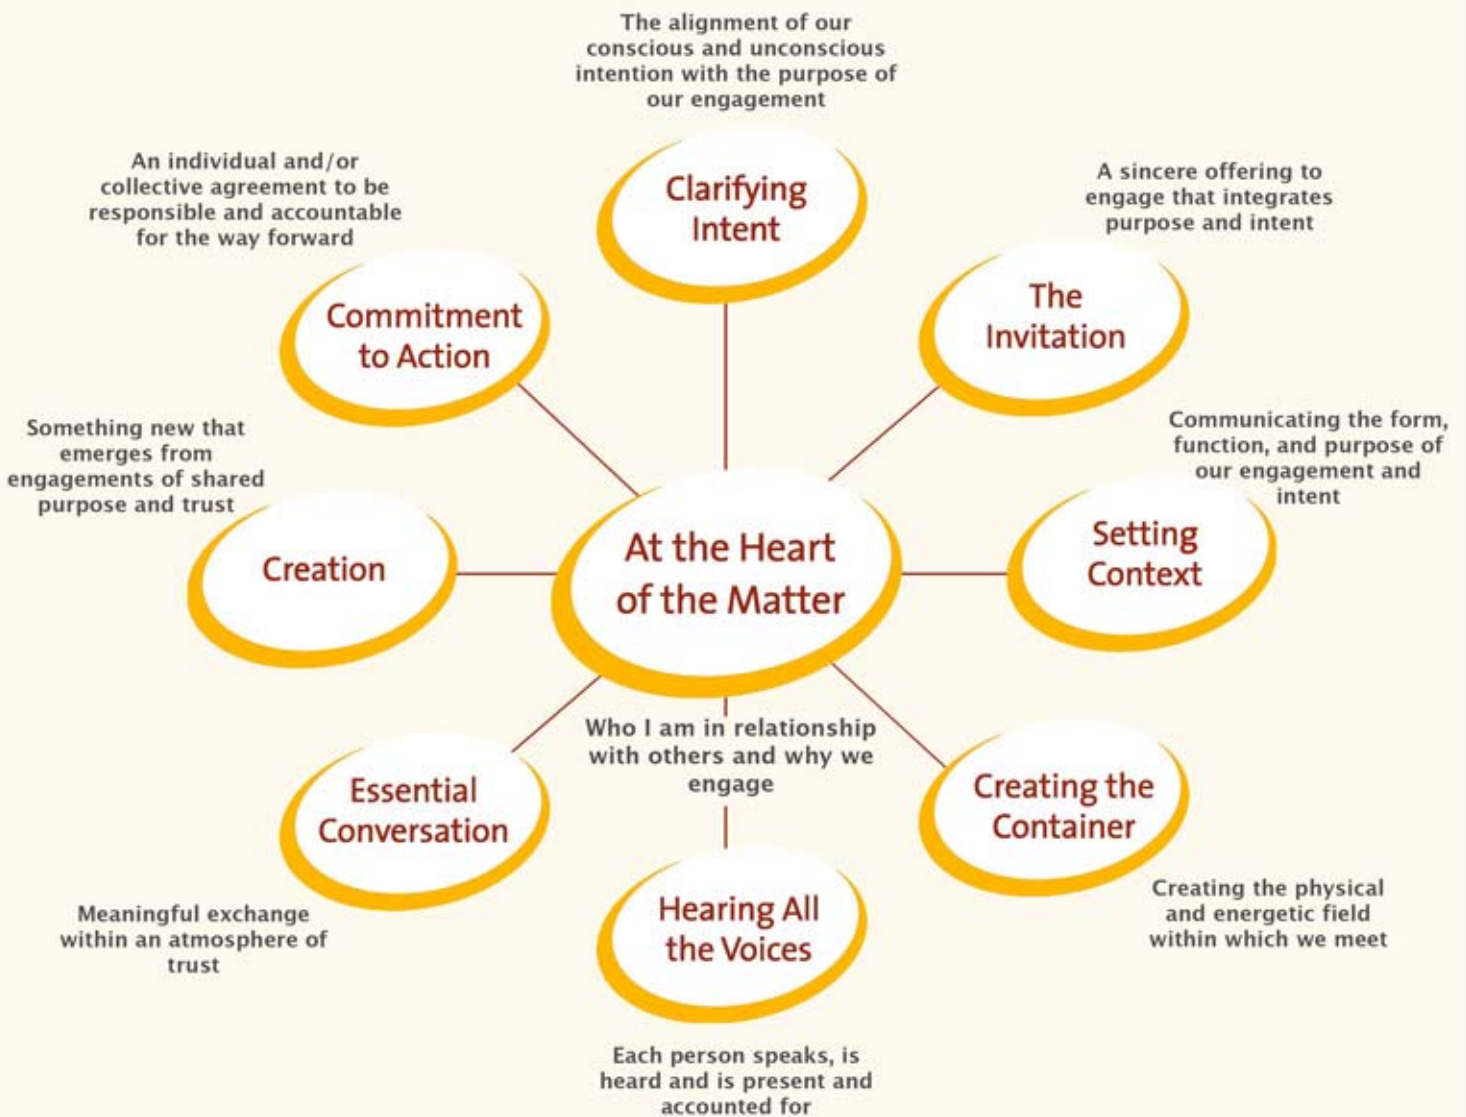 The alignment of our
conscious and unconscious
intention with the purpose of
our engagement
Clarifying
Intent
A sincere offering to
engage that integrates
purpose and intent
The
Invitation
Communicating the form,
function, and purpose of
our engagement and
intent
Setting
Context
Creating the
Container
Creating the physical
and energetic field
within which we meet
Hearing All
the Voices
Each person speaks, is
heard and is present and
accounted for
Essential
Conversation
Meaningful exchange
within an atmosphere of
trust
Something new that
emerges from
engagements of shared
purpose and trust
Creation
An individual and/or
collective agreement to be
responsible and accountable
for the way forward
Commitment
to Action
At the Heart
of the Matter
Who I am in relationship
with others and why we
engage